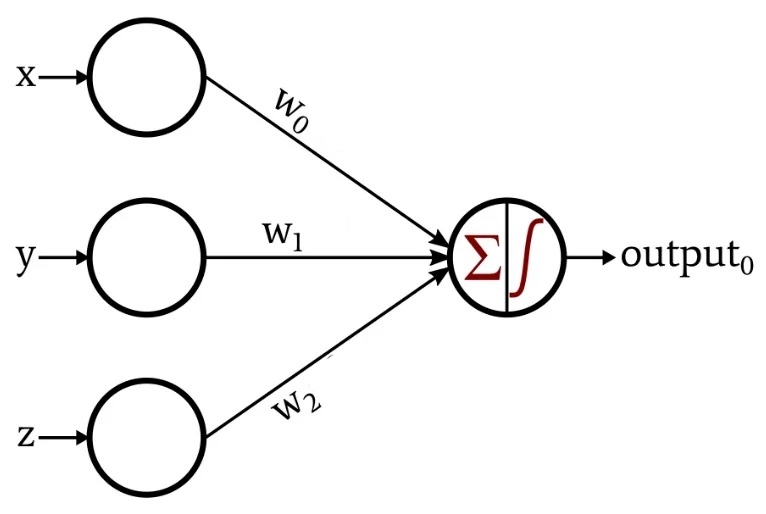 x
w₀
y
w₁
Σ
∫
output₀
w₂
z